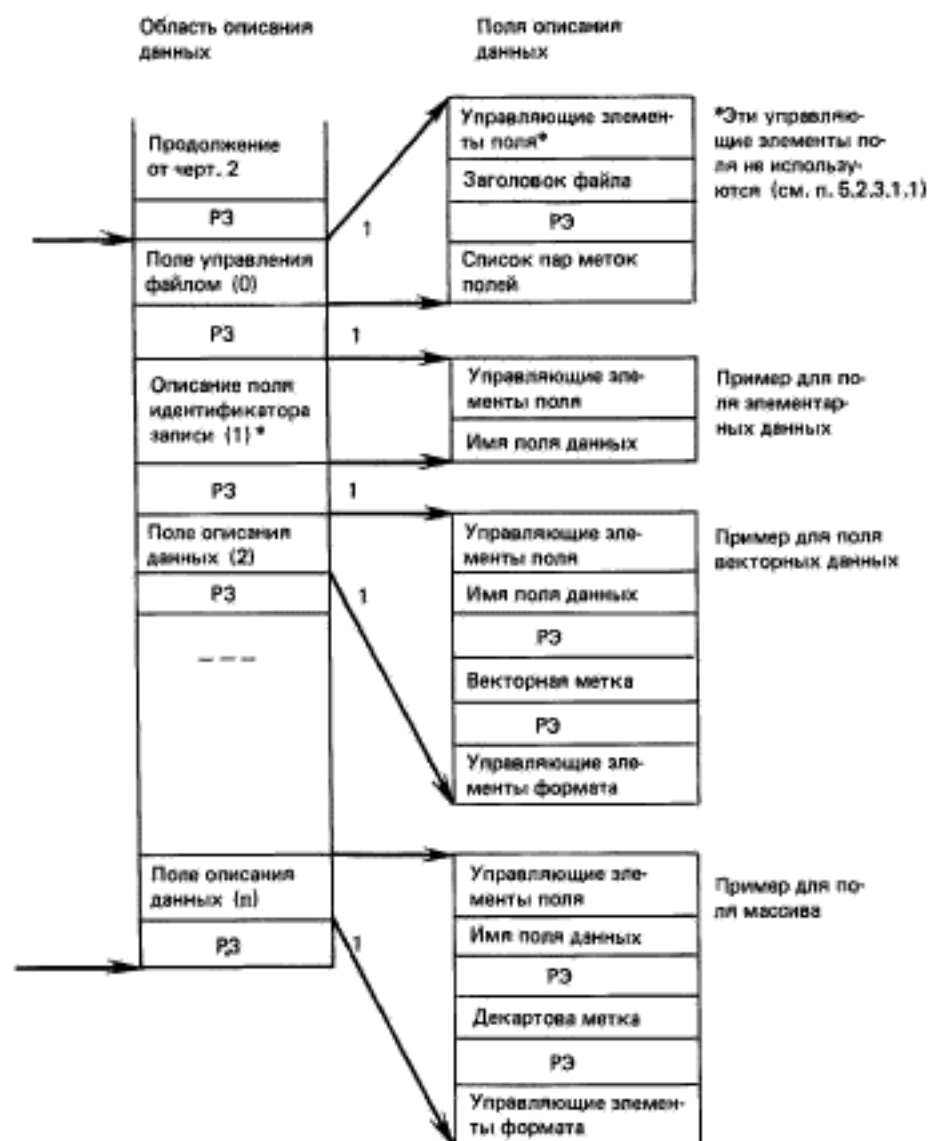 Область описания
данных
Поля описания
данных
Продолжение
от черт. 2
РЗ
Поле управления
файлом (0)
РЗ
Описание поля
идентификатора
записи (1)*
РЗ
Поле описания
данных (2)
РЗ
– – –
Поле описания
данных (n)
РЗ
1
1
1
1
1
Управляющие элемен-
ты поля*
Заголовок файла
РЭ
Список пар меток
полей
*Эти управляю-
щие элементы по-
ля не использу-
ются (см. п. 5.2.3.1.1)
Управляющие эле-
менты поля
Имя поля данных
Пример для по-
ля элементар-
ных данных
Управляющие эле-
менты поля
Имя поля данных
РЭ
Векторная метка
РЭ
Управляющие эле-
менты формата
Пример для поля
векторных данных
Управляющие эле-
менты поля
Имя поля данных
РЭ
Декартова метка
РЭ
Управляющие элемен-
ты формата
Пример для по-
ля массива